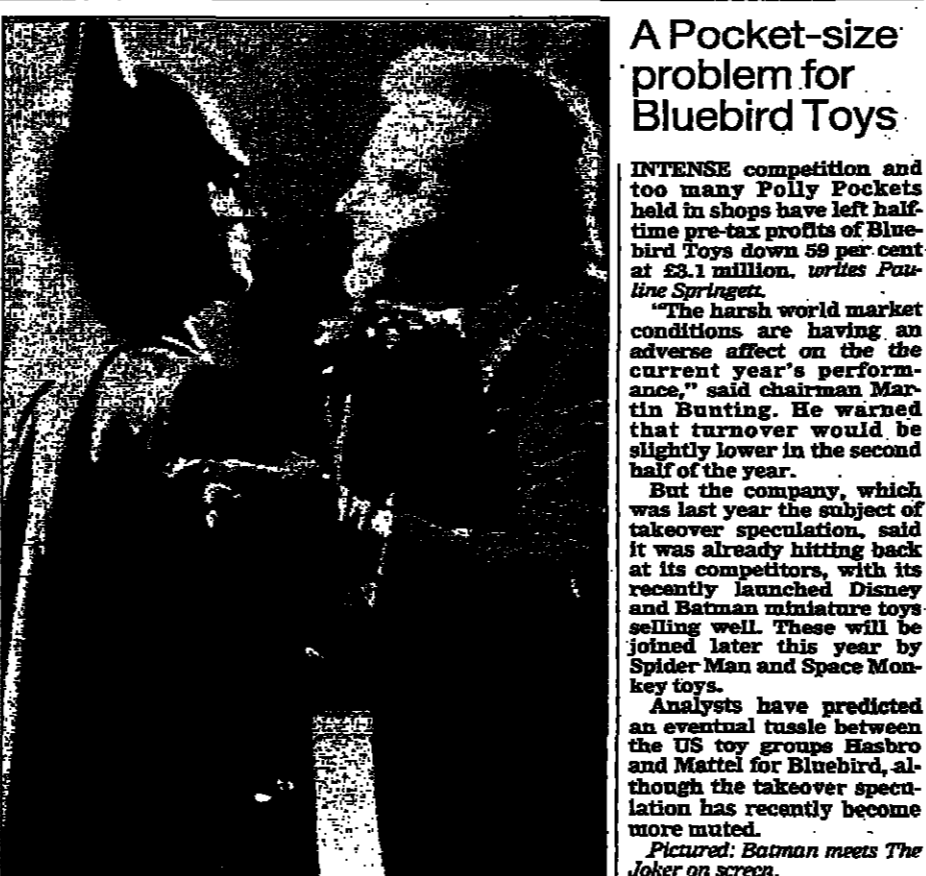 A Pocket-size
problem for
Bluebird Toys
INTENSE competition and
too many Polly Pockets
held in shops have left half-
time pre-tax profits of Blue-
bird Toys down 59 per cent
at £3.1 million, writes Pau-
line Springett.
"The harsh world market
conditions are having an
adverse affect on the the
current year's perform-
ance," said chairman Mar-
tin Bunting. He warned
that turnover would be
slightly lower in the second
half of the year.
But the company, which
was last year the subject of
takeover speculation, said
it was already hitting back
at its competitors, with its
recently launched Disney
and Batman miniature toys
selling well. These will be
joined later this year by
Spider Man and Space Mon-
key toys.
Analysts have predicted
an eventual tussle between
the US toy groups Hasbro
and Mattel for Bluebird, al-
though the takeover specu-
lation has recently become
more muted.
Pictured: Batman meets The
Joker on screen.